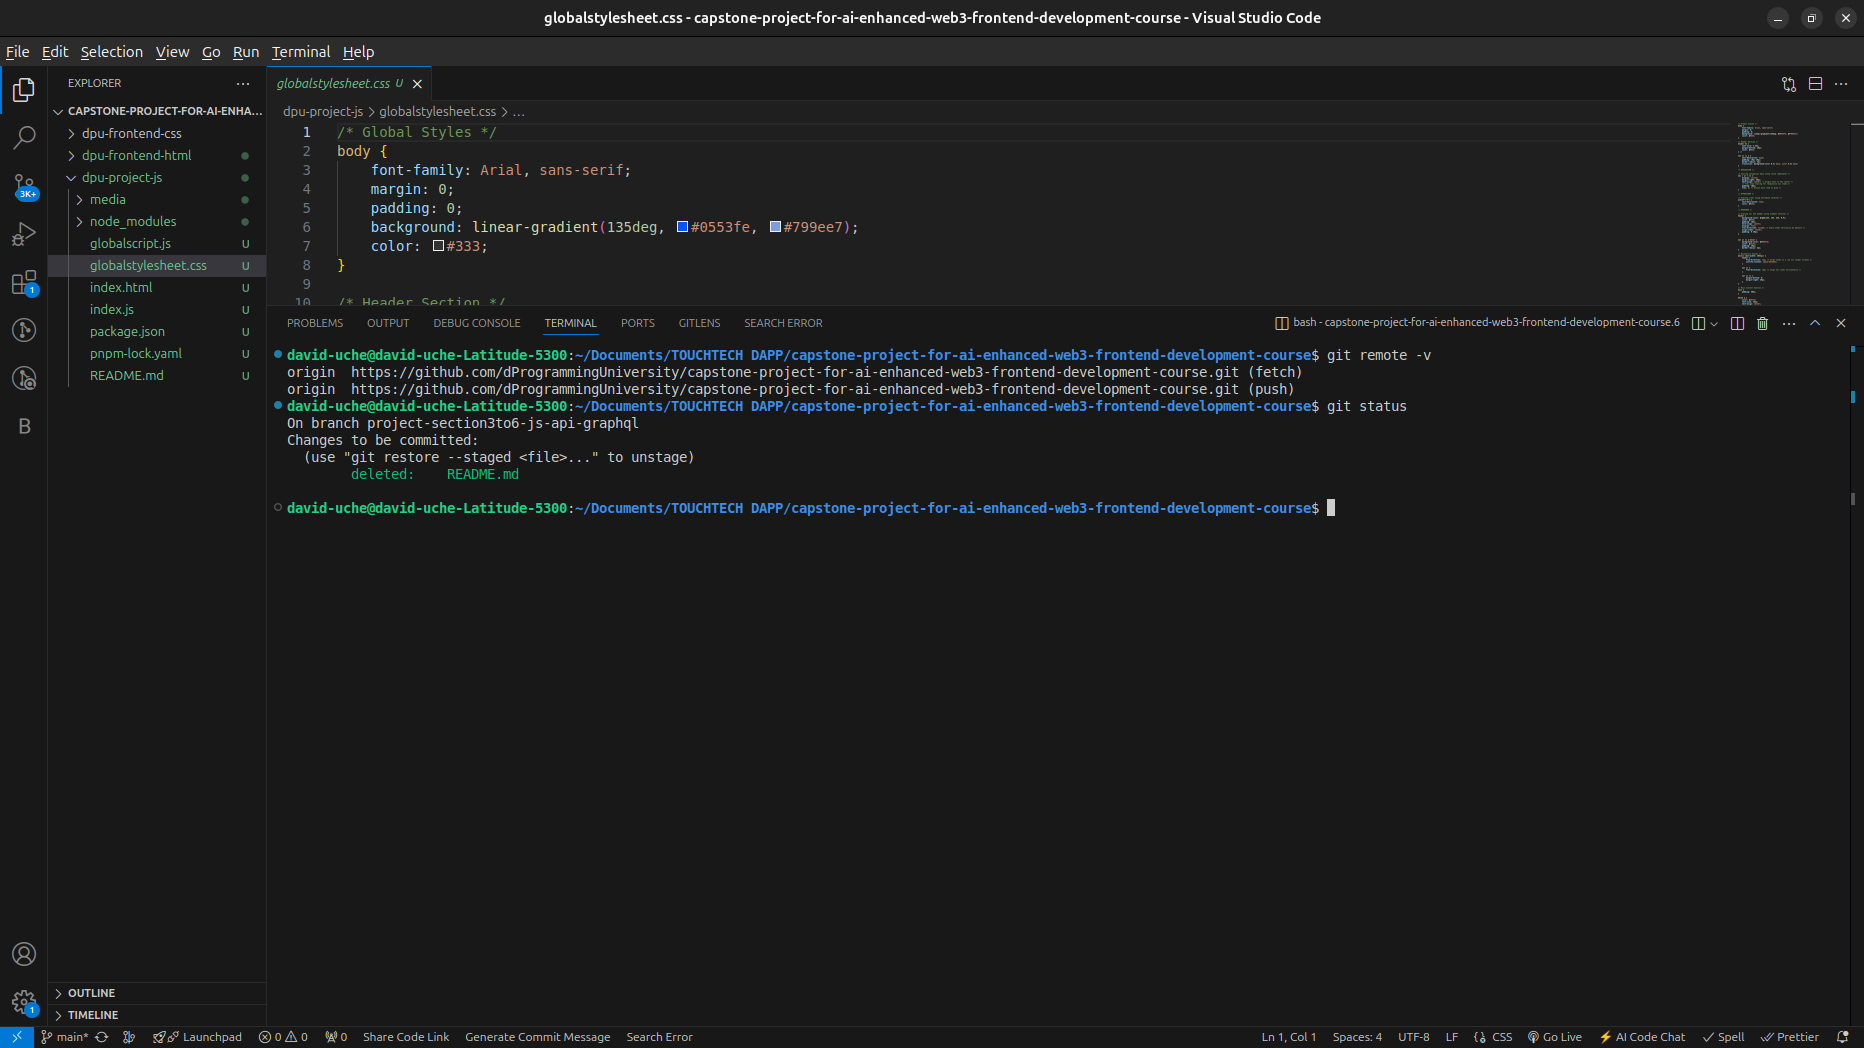 globalstylesheet.css - capstone-project-for-ai-enhanced-web3-frontend-development-course - Visual Studio Code
File Edit Selection View Go Run Terminal Help
EXPLORER
CAPSTONE-PROJECT-FOR-AI-ENHA...
dpu-frontend-css
dpu-frontend-html
dpu-project-js
media
node_modules
globalscript.js U
globalstylesheet.css U
index.html U
index.js U
package.json U
pnpm-lock.yaml U
README.md U
OUTLINE
TIMELINE
3K+
1
B
1
globalstylesheet.css U
dpu-project-js > globalstylesheet.css > ...
1 /* Global Styles */
2 body {
3 font-family: Arial, sans-serif;
4 margin: 0;
5 padding: 0;
6 background: linear-gradient(135deg, #0553fe, #799ee7);
7 color: #333;
8 }
9
10 /* Header Section */
PROBLEMS OUTPUT DEBUG CONSOLE TERMINAL PORTS GITLENS SEARCH ERROR
bash - capstone-project-for-ai-enhanced-web3-frontend-development-course.6
david-uche@david-uche-Latitude-5300:~/Documents/TOUCHTECH DAPP/capstone-project-for-ai-enhanced-web3-frontend-development-course$ git remote -v
origin https://github.com/dProgrammingUniversity/capstone-project-for-ai-enhanced-web3-frontend-development-course.git (fetch)
origin https://github.com/dProgrammingUniversity/capstone-project-for-ai-enhanced-web3-frontend-development-course.git (push)
david-uche@david-uche-Latitude-5300:~/Documents/TOUCHTECH DAPP/capstone-project-for-ai-enhanced-web3-frontend-development-course$ git status
On branch project-section3to6-js-api-graphql
Changes to be committed:
(use "git restore --staged <file>..." to unstage)
deleted: README.md
david-uche@david-uche-Latitude-5300:~/Documents/TOUCHTECH DAPP/capstone-project-for-ai-enhanced-web3-frontend-development-course$
main* Launchpad 0 0 0 Share Code Link Generate Commit Message Search Error
Ln 1, Col 1 Spaces: 4 UTF-8 LF {} CSS Go Live AI Code Chat Spell Prettier